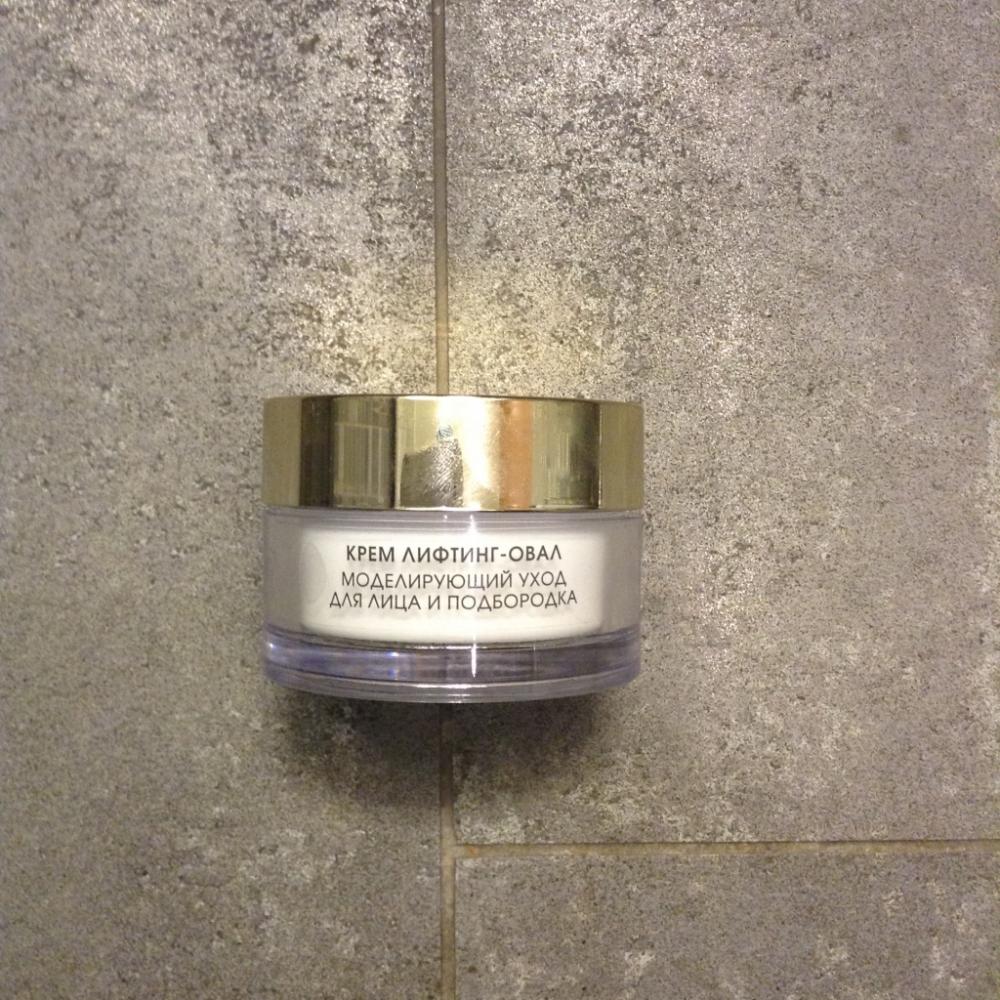 КРЕМ ЛИФТИНГ-ОВАЛ
МОДЕЛИРУЮЩИЙ УХОД
ДЛЯ ЛИЦА И ПОДБОРОДКА